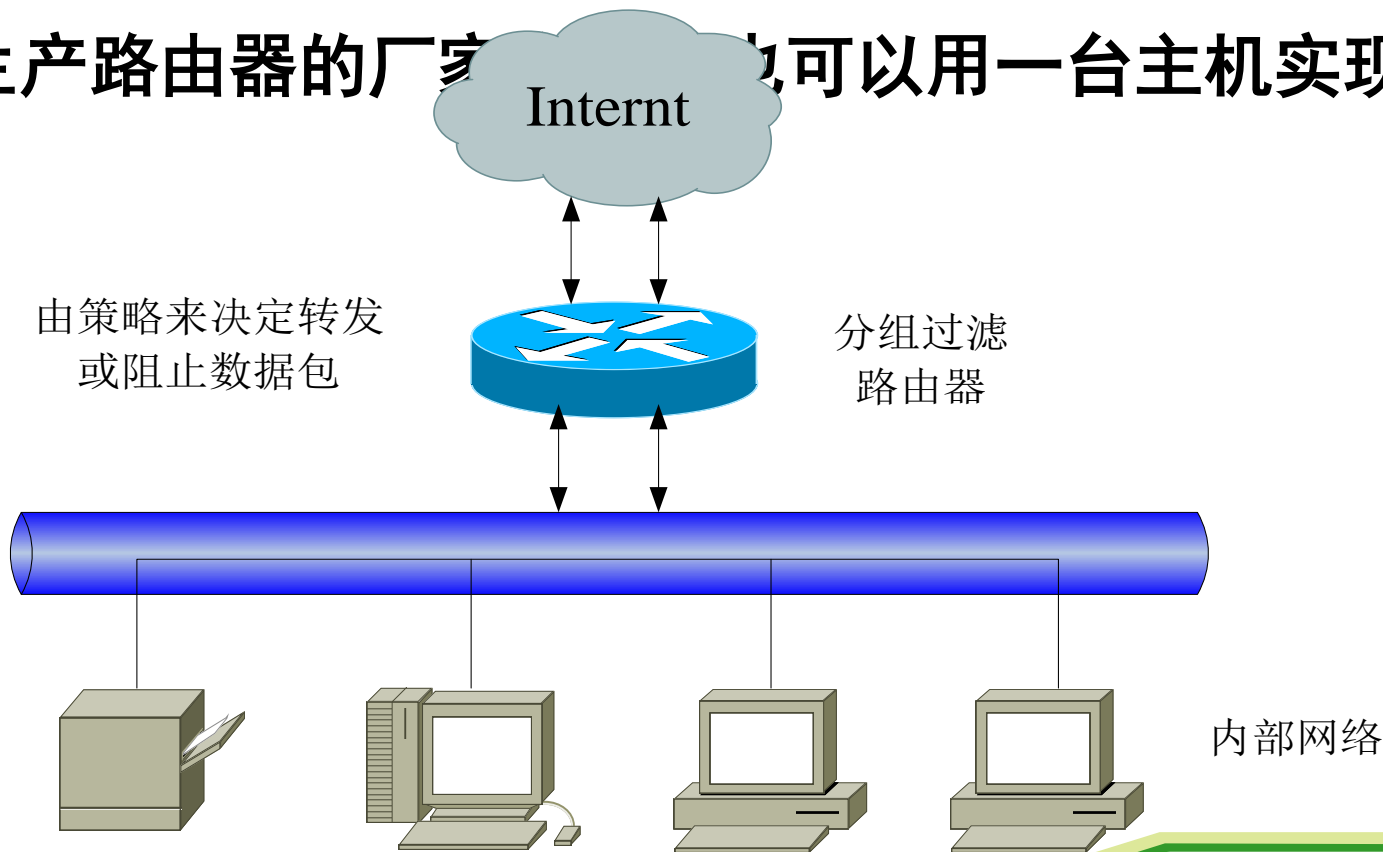 产路由器的厂
可以用一台主机实
Internt
由策略来决定转发
或阻止数据包
分组过滤
路由器
内部网络